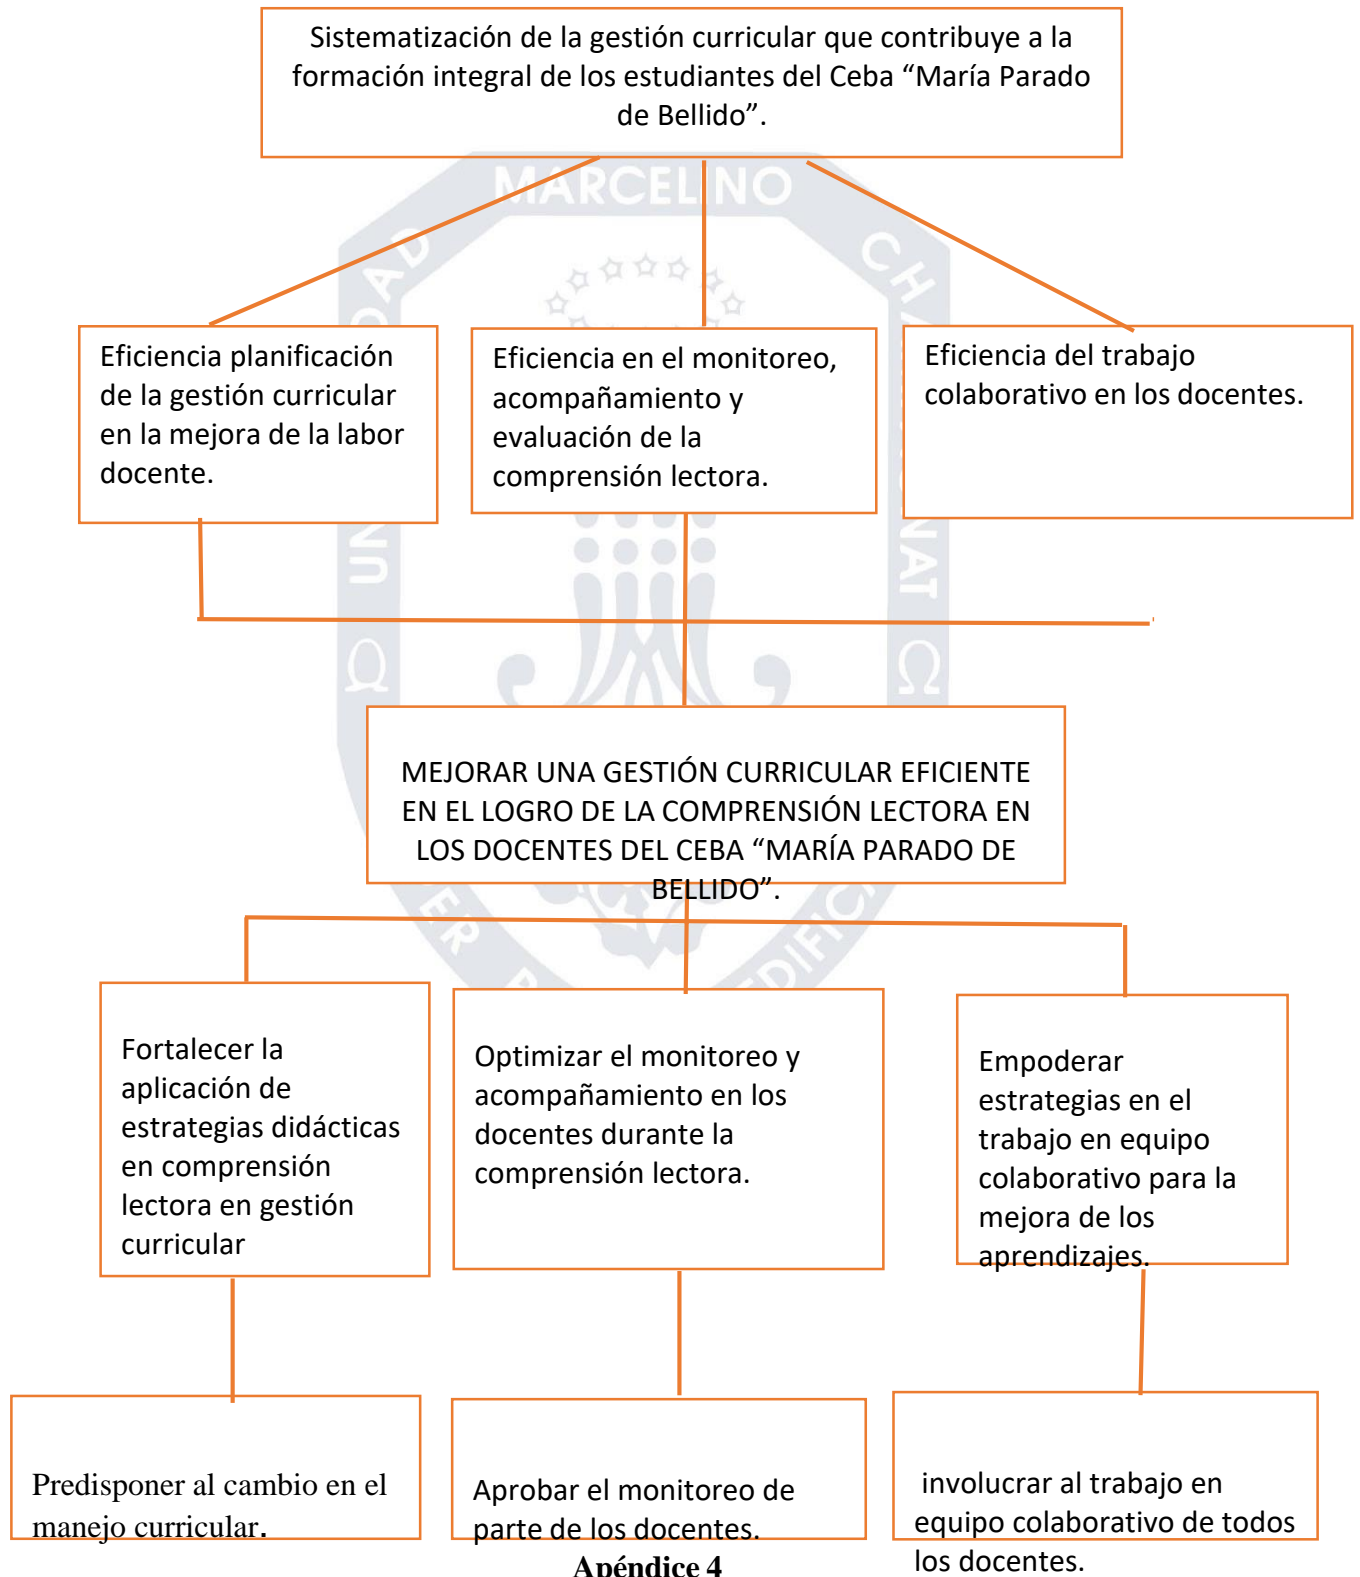 Sistematización de la gestión curricular que contribuye a la
formación integral de los estudiantes del Ceba “María Parado
de Bellido”.
MARCELINO
Eficiencia planificación
de la gestión curricular
en la mejora de la labor
docente.
Eficiencia en el monitoreo,
acompañamiento y
evaluación de la
comprensión lectora.
Eficiencia del trabajo
colaborativo en los docentes.
MEJORAR UNA GESTIÓN CURRICULAR EFICIENTE
EN EL LOGRO DE LA COMPRENSIÓN LECTORA EN
LOS DOCENTES DEL CEBA “MARÍA PARADO DE
BELLIDO”.
Fortalecer la
aplicación de
estrategias didácticas
en comprensión
lectora en gestión
curricular
Optimizar el monitoreo y
acompañamiento en los
docentes durante la
comprensión lectora.
Empoderar
estrategias en el
trabajo en equipo
colaborativo para la
mejora de los
aprendizajes.
Predisponer al cambio en el
manejo curricular.
Aprobar el monitoreo de
parte de los docentes.
involucrar al trabajo en
equipo colaborativo de todos
los docentes.
Apéndice 4